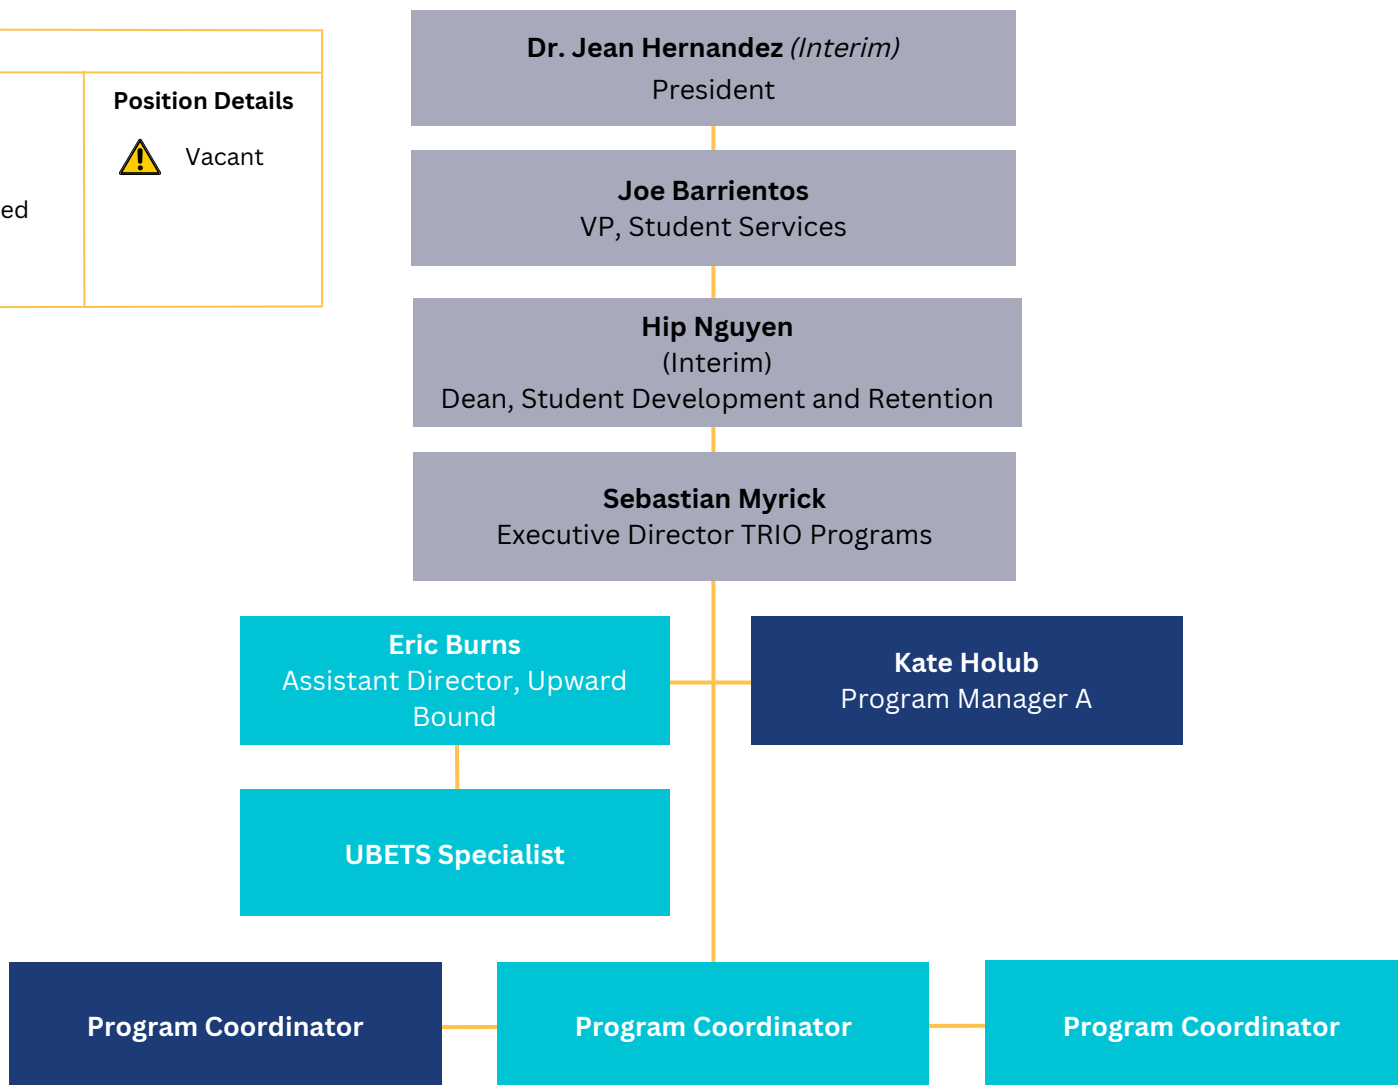 Dr. Jean Hernandez (Interim)
President
Position Details
Vacant
ed
Joe Barrientos
VP, Student Services
Hip Nguyen
(Interim)
Dean, Student Development and Retention
Sebastian Myrick
Executive Director TRIO Programs
Eric Burns
Assistant Director, Upward
Bound
Kate Holub
Program Manager A
UBETS Specialist
Program Coordinator
Program Coordinator
Program Coordinator